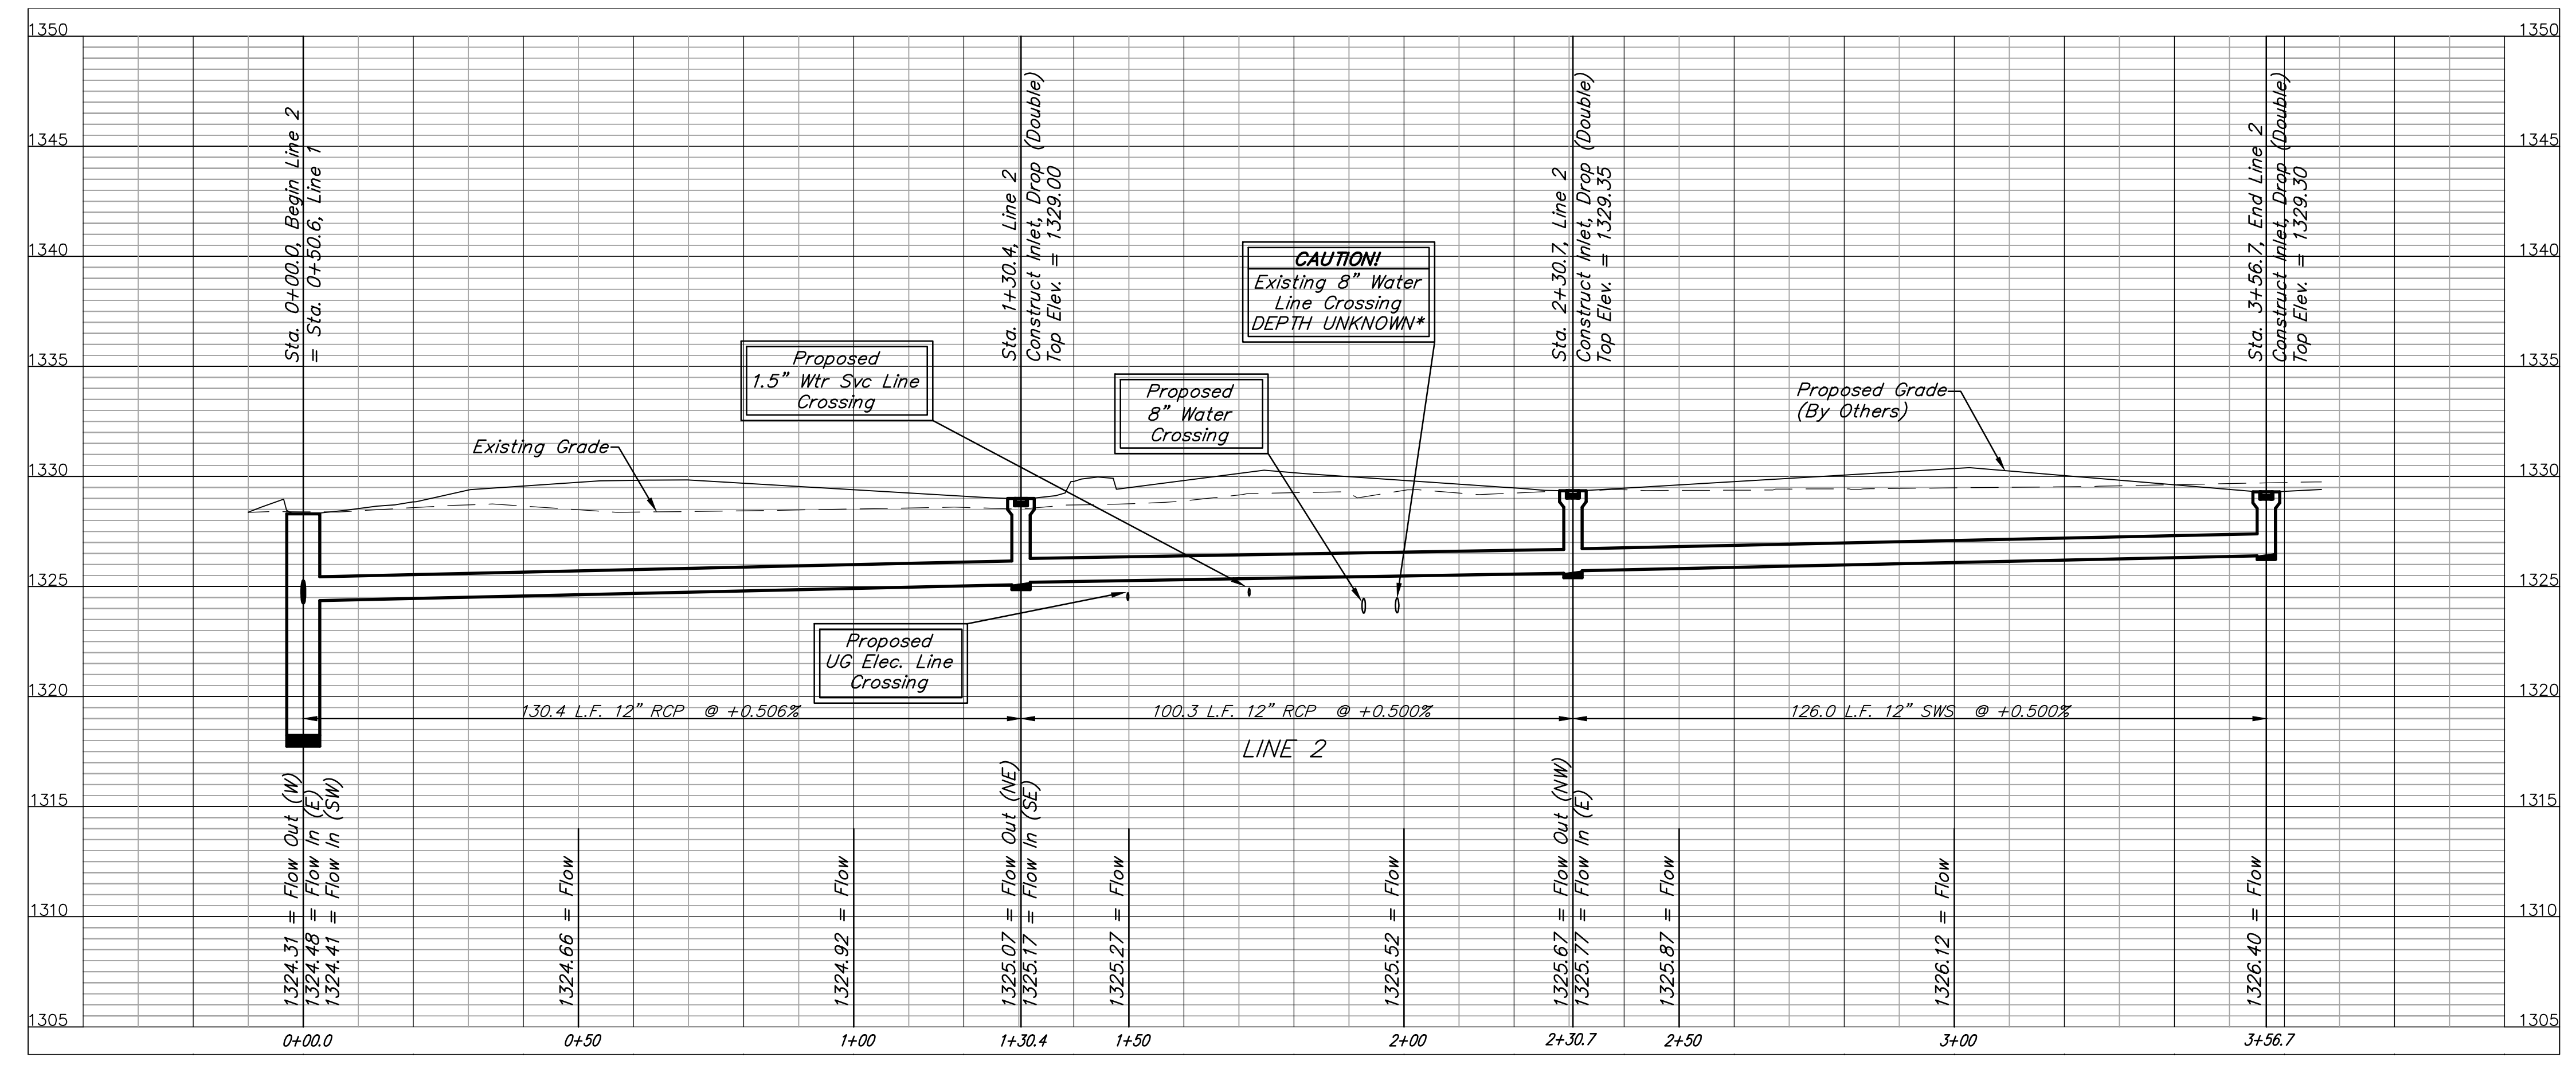 1350
1345
1340
1335
1330
1325
1320
1315
1310
1305
1350
1345
1340
1335
1330
1325
1320
1315
1310
1305
Sta. 0+00.0, Begin Line 2
= Sta. 0+50.6, Line 1
Sta. 1+30.4, Line 2
Construct Inlet, Drop (Double)
Top Elev. = 1329.00
Sta. 2+30.7, Line 2
Construct Inlet, Drop (Double)
Top Elev. = 1329.35
Sta. 3+56.7, End Line 2
Construct Inlet, Drop (Double)
Top Elev. = 1329.30
CAUTION!
Existing 8" Water
Line Crossing
DEPTH UNKNOWN*
Proposed
1.5" Wtr Svc Line
Crossing
Proposed
8" Water
Crossing
Proposed Grade
(By Others)
Existing Grade
Proposed
UG Elec. Line
Crossing
130.4 L.F. 12" RCP @ +0.506%
100.3 L.F. 12" RCP @ +0.500%
126.0 L.F. 12" SWS @ +0.500%
LINE 2
1324.31 = Flow Out (W)
1324.48 = Flow In (E)
1324.41 = Flow In (SW)
1324.66 = Flow
1324.92 = Flow
1325.07 = Flow Out (NE)
1325.17 = Flow In (SE)
1325.27 = Flow
1325.52 = Flow
1325.67 = Flow Out (NW)
1325.77 = Flow In (E)
1325.87 = Flow
1326.12 = Flow
1326.40 = Flow
0+00.0
0+50
1+00
1+30.4
1+50
2+00
2+30.7
2+50
3+00
3+56.7